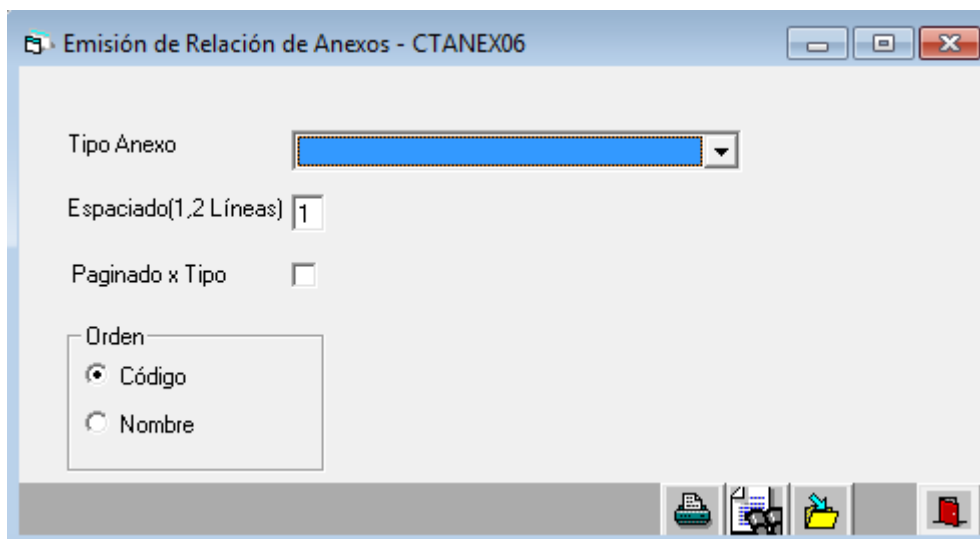 Emisión de Relación de Anexos - CTANEX06
Tipo Anexo
Espaciado(1,2 Líneas) 1
Paginado x Tipo
Orden
Código
Nombre